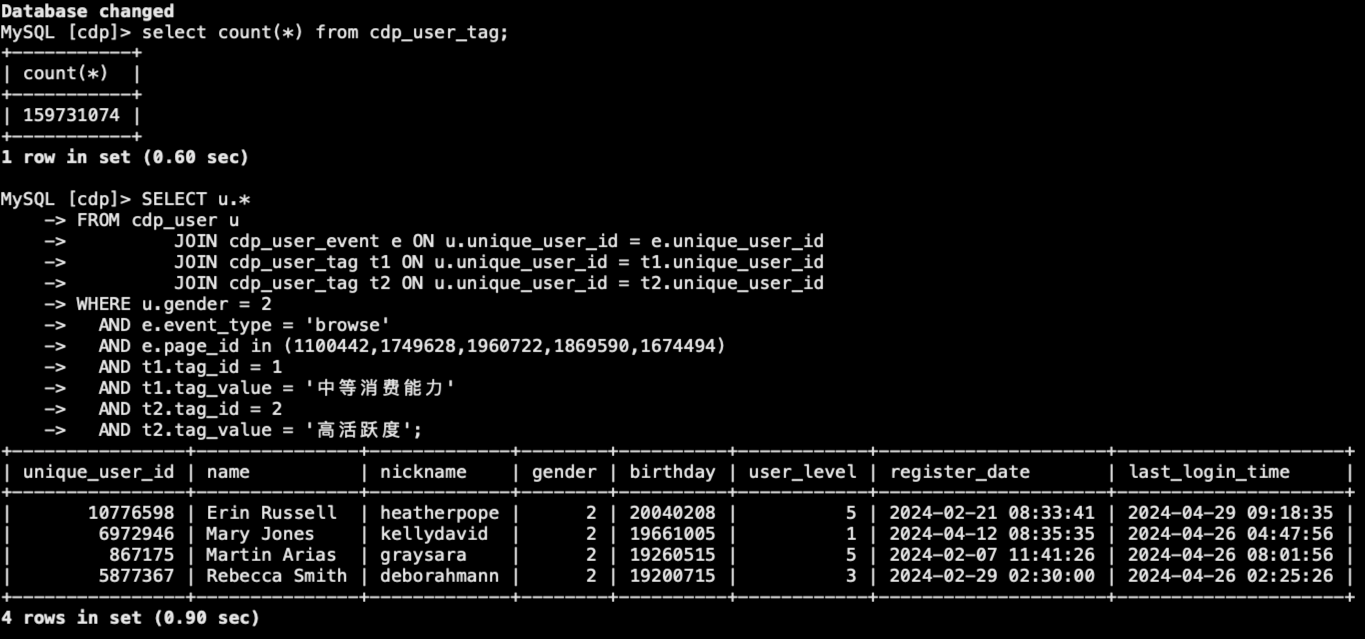 Database changed
MySQL [cdp]> select count(*) from cdp_user_tag;
+-----------+
| count(*)  |
+-----------+
| 159731074 |
+-----------+
1 row in set (0.60 sec)

MySQL [cdp]> SELECT u.*
    -> FROM cdp_user u
    ->          JOIN cdp_user_event e ON u.unique_user_id = e.unique_user_id
    ->          JOIN cdp_user_tag t1 ON u.unique_user_id = t1.unique_user_id
    ->          JOIN cdp_user_tag t2 ON u.unique_user_id = t2.unique_user_id
    -> WHERE u.gender = 2
    ->   AND e.event_type = 'browse'
    ->   AND e.page_id in (1100442,1749628,1960722,1869590,1674494)
    ->   AND t1.tag_id = 1
    ->   AND t1.tag_value = '中等消费能力'
    ->   AND t2.tag_id = 2
    ->   AND t2.tag_value = '高活跃度';
+----------------+---------------+-------------+--------+----------+------------+---------------------+---------------------+
| unique_user_id | name          | nickname    | gender | birthday | user_level | register_date       | last_login_time     |
+----------------+---------------+-------------+--------+----------+------------+---------------------+---------------------+
|       10776598 | Erin Russell  | heatherpope |      2 | 20040208 |          5 | 2024-02-21 08:33:41 | 2024-04-29 09:18:35 |
|        6972946 | Mary Jones    | kellydavid  |      2 | 19661005 |          1 | 2024-04-12 08:35:35 | 2024-04-26 04:47:56 |
|         867175 | Martin Arias  | graysara    |      2 | 19260515 |          5 | 2024-02-07 11:41:26 | 2024-04-26 08:01:56 |
|        5877367 | Rebecca Smith | deborahmann |      2 | 19200715 |          3 | 2024-02-29 02:30:00 | 2024-04-26 02:25:26 |
+----------------+---------------+-------------+--------+----------+------------+---------------------+---------------------+
4 rows in set (0.90 sec)